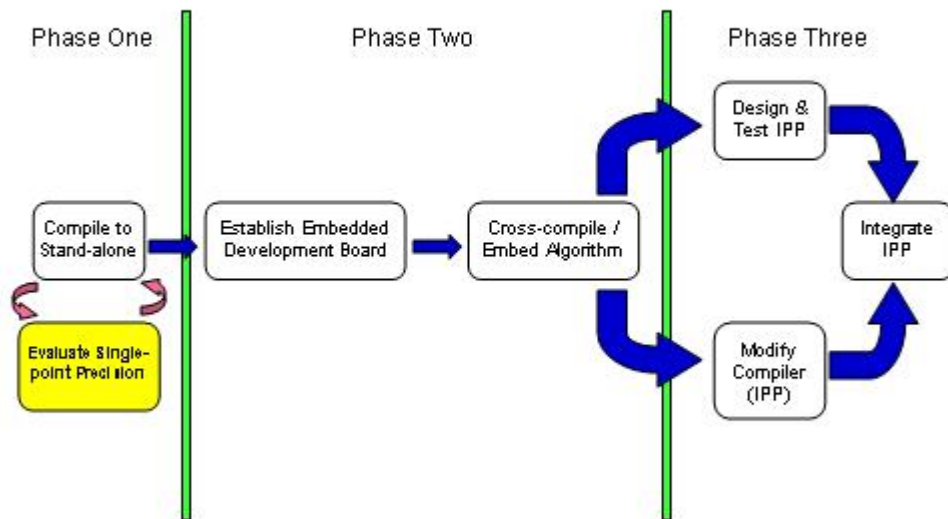 Phase One
Phase Two
Phase Three
Compile to
Stand-alone
Evaluate Single-
point Precision
Establish Embedded
Development Board
Cross-compile /
Embed Algorithm
Design &
Test IPP
Modify
Compiler
(IPP)
Integrate
IPP